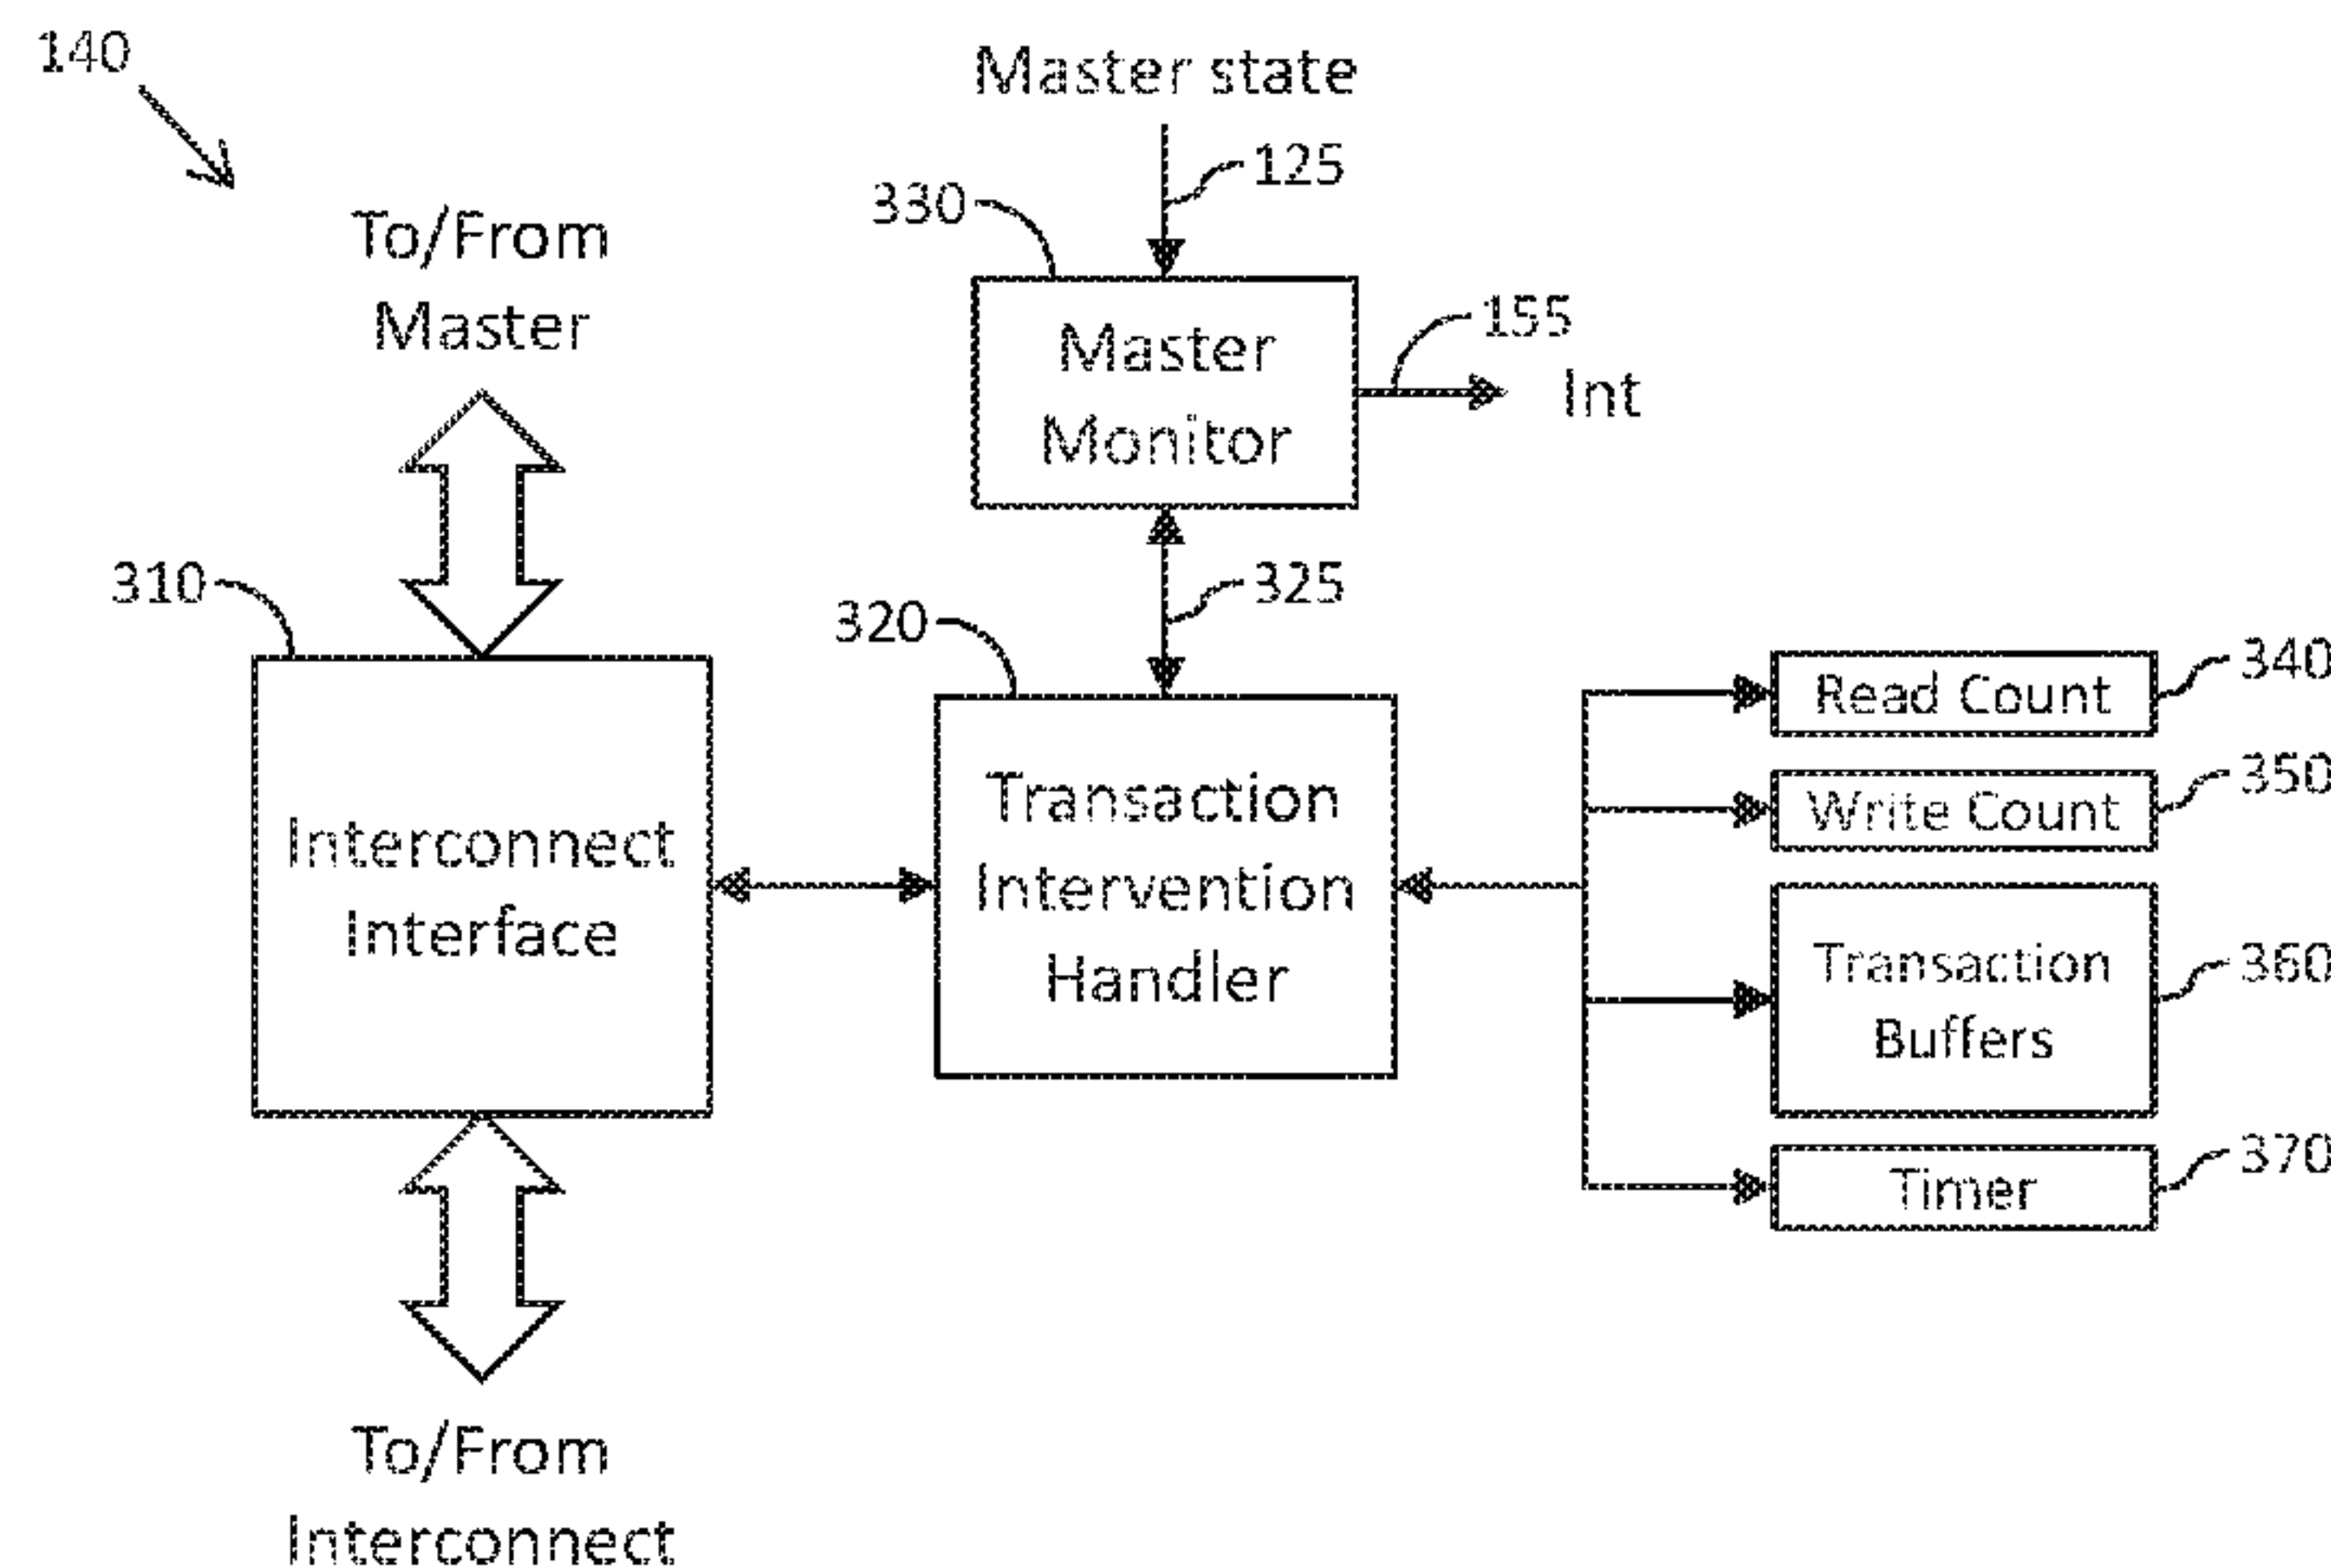 140
Master state
125
330
To/From
Master
155
Master
Monitor
Int
310
325
320
340
Read Count
350
Write Count
Transaction
Intervention
Handler
Interconnect
Interface
360
Transaction
Buffers
370
Timer
To/From
Interconnect